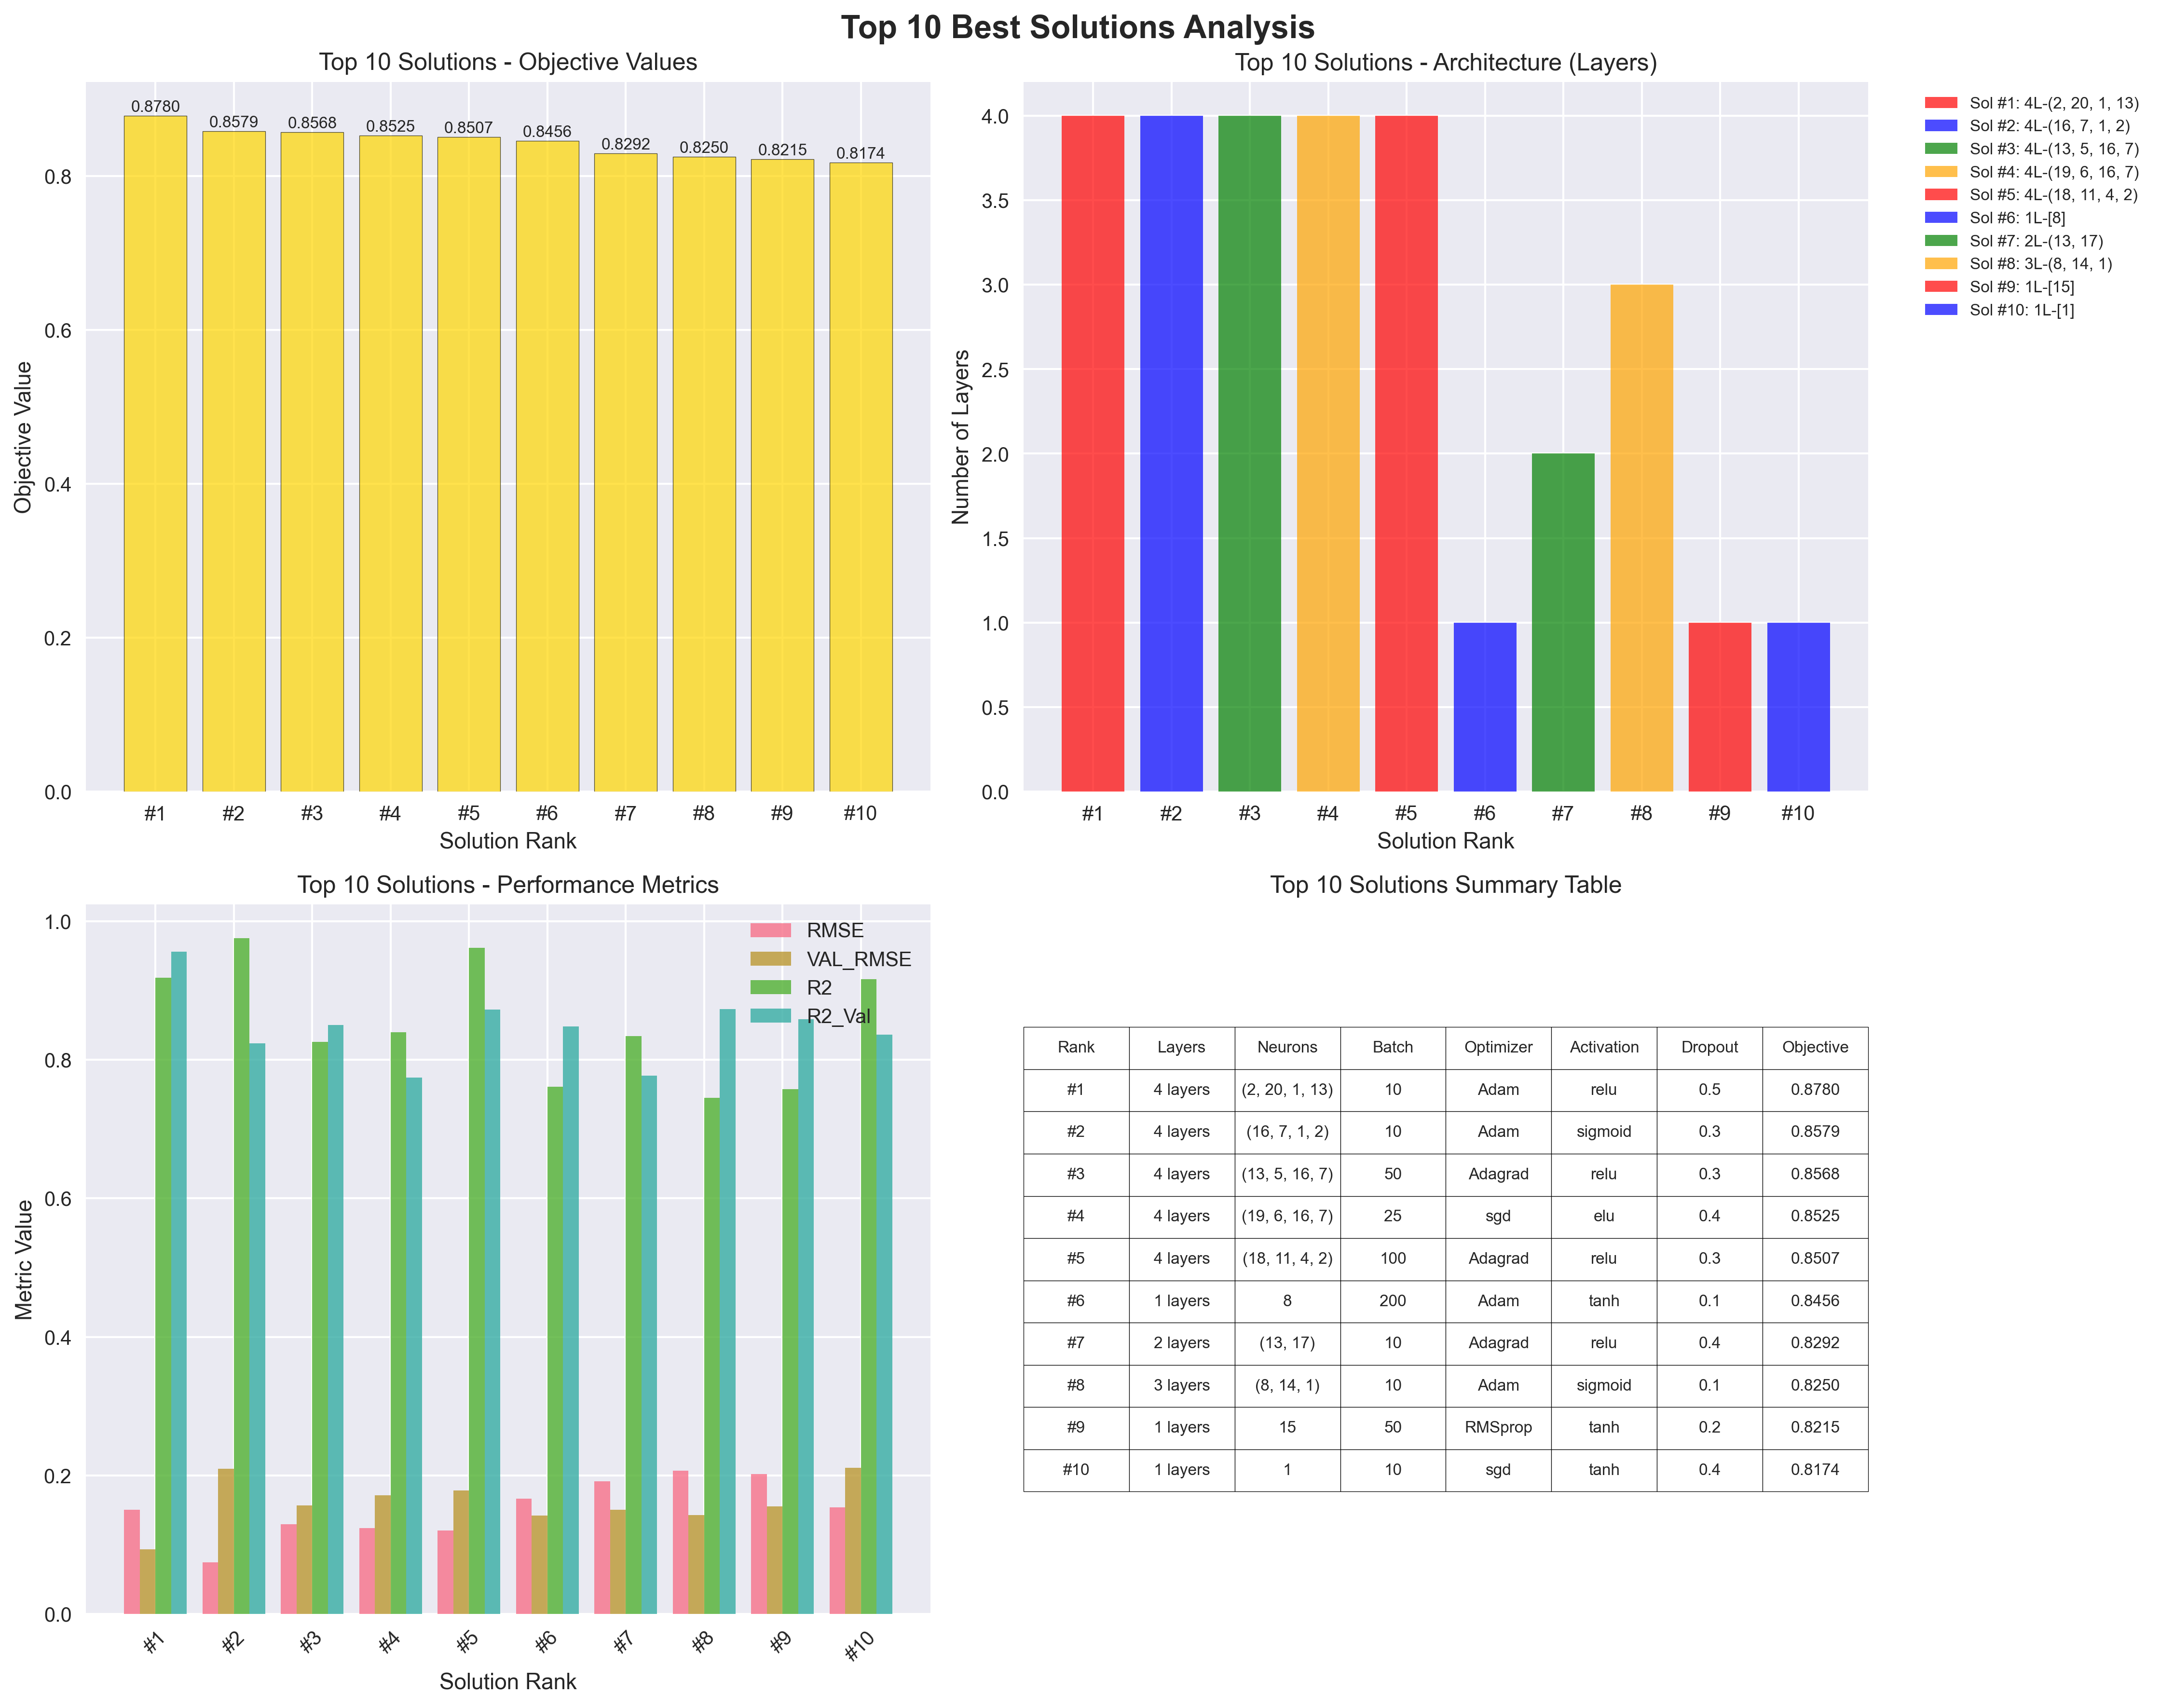 Top 10 Best Solutions Analysis
Top 10 Solutions - Objective Values
0.8780
0.8579
0.8568
0.8525
0.8507
0.8456
0.8292
0.8250
0.8215
0.8174
0.8
0.6
0.4
0.2
0.0
Objective Value
#1 #2 #3 #4 #5 #6 #7 #8 #9 #10
Solution Rank
Top 10 Solutions - Architecture (Layers)
4.0
3.5
3.0
2.5
2.0
1.5
1.0
0.5
0.0
Number of Layers
#1 #2 #3 #4 #5 #6 #7 #8 #9 #10
Solution Rank
Sol #1: 4L-(2, 20, 1, 13)
Sol #2: 4L-(16, 7, 1, 2)
Sol #3: 4L-(13, 5, 16, 7)
Sol #4: 4L-(19, 6, 16, 7)
Sol #5: 4L-(18, 11, 4, 2)
Sol #6: 1L-[8]
Sol #7: 2L-(13, 17)
Sol #8: 3L-(8, 14, 1)
Sol #9: 1L-[15]
Sol #10: 1L-[1]
Top 10 Solutions - Performance Metrics
RMSE
VAL_RMSE
R2
R2_Val
1.0
0.8
0.6
0.4
0.2
0.0
Metric Value
#1 #2 #3 #4 #5 #6 #7 #8 #9 #10
Solution Rank
Top 10 Solutions Summary Table
Rank Layers Neurons Batch Optimizer Activation Dropout Objective
#1 4 layers (2, 20, 1, 13) 10 Adam relu 0.5 0.8780
#2 4 layers (16, 7, 1, 2) 10 Adam sigmoid 0.3 0.8579
#3 4 layers (13, 5, 16, 7) 50 Adagrad relu 0.3 0.8568
#4 4 layers (19, 6, 16, 7) 25 sgd elu 0.4 0.8525
#5 4 layers (18, 11, 4, 2) 100 Adagrad relu 0.3 0.8507
#6 1 layers 8 200 Adam tanh 0.1 0.8456
#7 2 layers (13, 17) 10 Adagrad relu 0.4 0.8292
#8 3 layers (8, 14, 1) 10 Adam sigmoid 0.1 0.8250
#9 1 layers 15 50 RMSprop tanh 0.2 0.8215
#10 1 layers 1 10 sgd tanh 0.4 0.8174